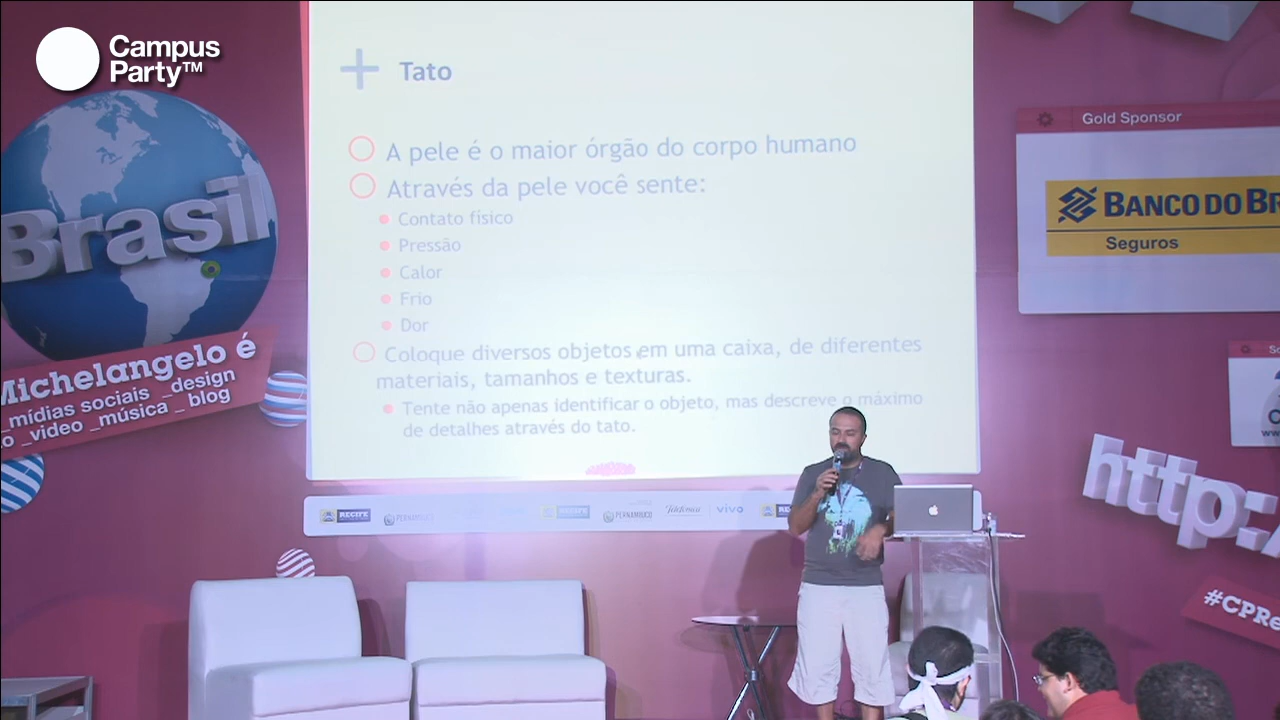 Campus
Party™
Brasil
Michelangelo é
_mídias sociais _design
_video _música _ blog
Tato
A pele é o maior órgão do corpo humano
Através da pele você sente:
Contato físico
Pressão
Calor
Frio
Dor
Coloque diversos objetos em uma caixa, de diferentes
materiais, tamanhos e texturas.
Tente não apenas identificar o objeto, mas descreve o máximo
de detalhes através do tato.
RECIFE
PERNAMBUCO
PERNAMBUCO
Telefonica
vivo
Gold Sponsor
BANCO DO BR
Seguros
http:/
#CPRe